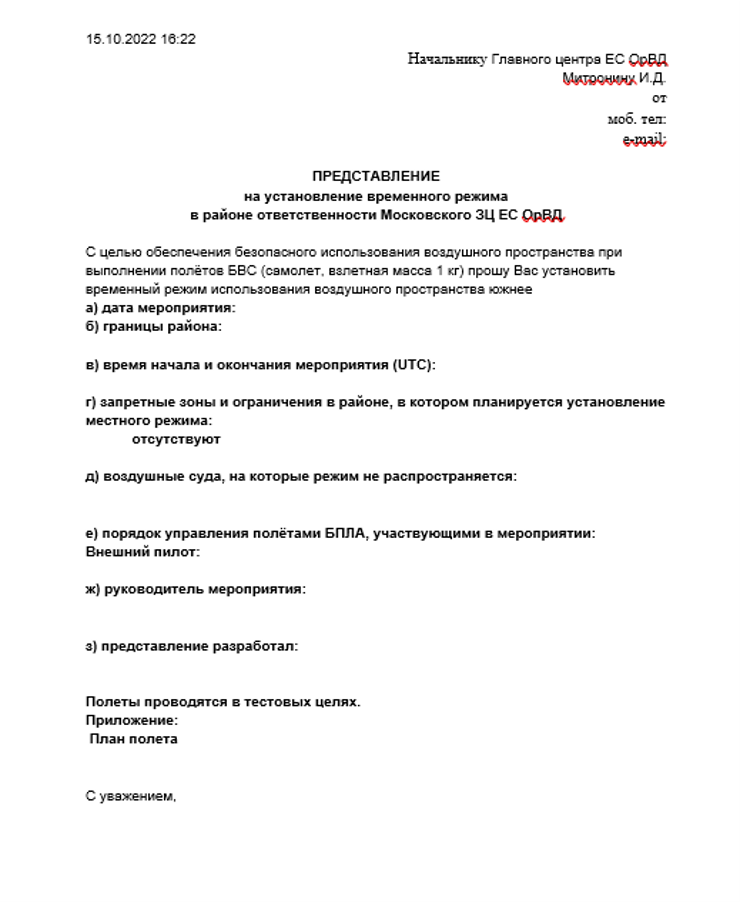 15.10.2022 16:22
Начальнику Главного центра ЕС ОрВД
Митронину И.Д.
от
моб. тел:
e-mail:
ПРЕДСТАВЛЕНИЕ
на установление временного режима
в районе ответственности Московского ЗЦ ЕС ОрВД
С целью обеспечения безопасного использования воздушного пространства при
выполнении полётов БВС (самолет, взлетная масса 1 кг) прошу Вас установить
временный режим использования воздушного пространства южнее
а) дата мероприятия:
б) границы района:
в) время начала и окончания мероприятия (UTC):
г) запретные зоны и ограничения в районе, в котором планируется установление
местного режима:
отсутствуют
д) воздушные суда, на которые режим не распространяется:
е) порядок управления полётами БПЛА, участвующими в мероприятии:
Внешний пилот:
ж) руководитель мероприятия:
з) представление разработал:
Полеты проводятся в тестовых целях.
Приложение:
План полета
С уважением,